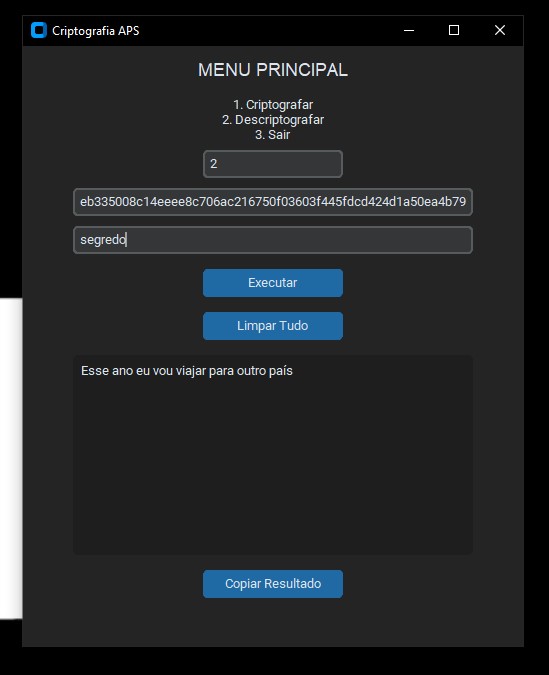 Criptografia APS
MENU PRINCIPAL
1. Criptografar
2. Descriptografar
3. Sair
2
eb335008c14eeee8c706ac216750f03603f445fdcd424d1a50ea4b79
segredo
Executar
Limpar Tudo
Esse ano eu vou viajar para outro país
Copiar Resultado